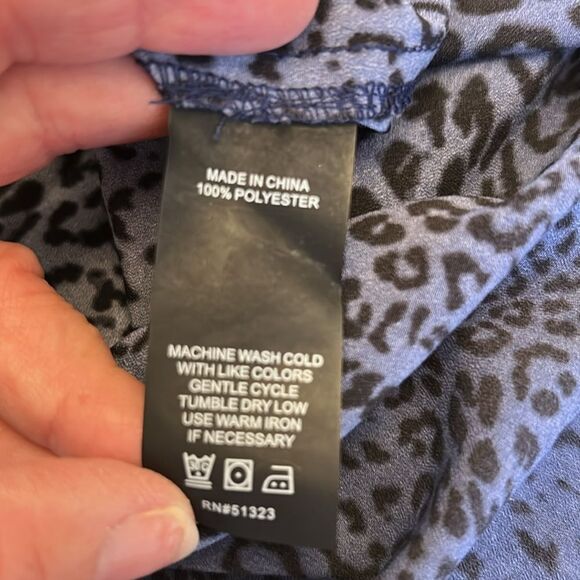 MADE IN CHINA
100% POLYESTER
MACHINE WASH COLD
WITH LIKE COLORS
GENTLE CYCLE
TUMBLE DRY LOW
USE WARM IRON
IF NECESSARY
RN#51323